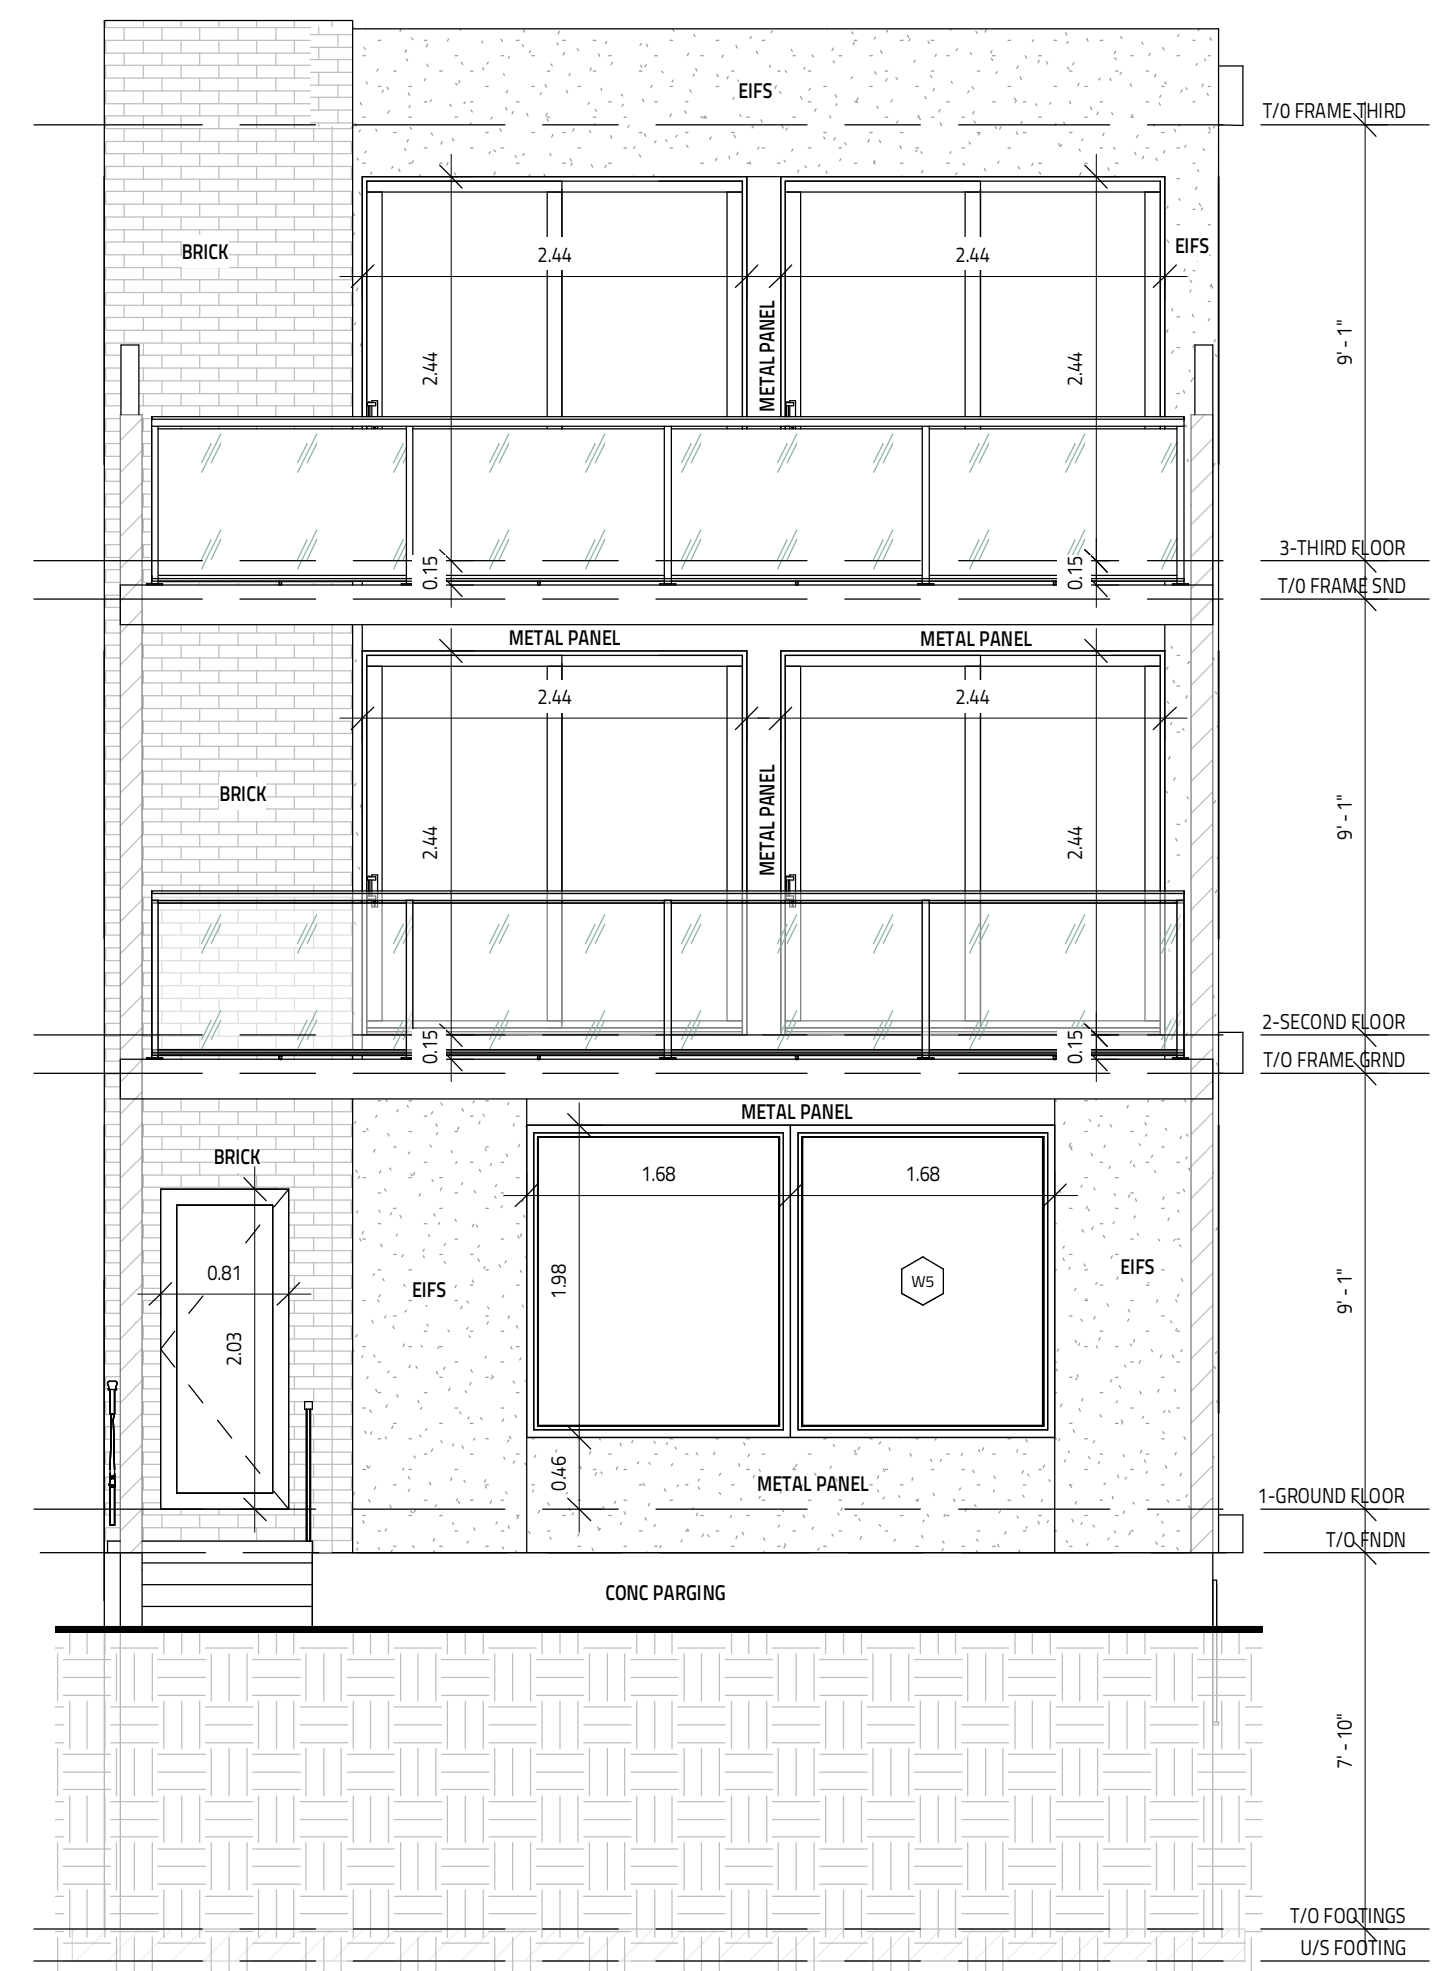 EIFS
T/O FRAME THIRD
BRICK
2.44
2.44
EIFS
METAL PANEL
2.44
2.44
9' - 1"
0.15
0.15
3-THIRD FLOOR
T/O FRAME SND
METAL PANEL
METAL PANEL
2.44
2.44
BRICK
METAL PANEL
2.44
2.44
9' - 1"
0.15
0.15
2-SECOND FLOOR
T/O FRAME GRND
METAL PANEL
BRICK
1.68
1.68
0.81
1.98
W5
EIFS
EIFS
9' - 1"
2.03
0.46
METAL PANEL
1-GROUND FLOOR
T/O FNDN
CONC PARGING
7' - 10"
T/O FOOTINGS
U/S FOOTING